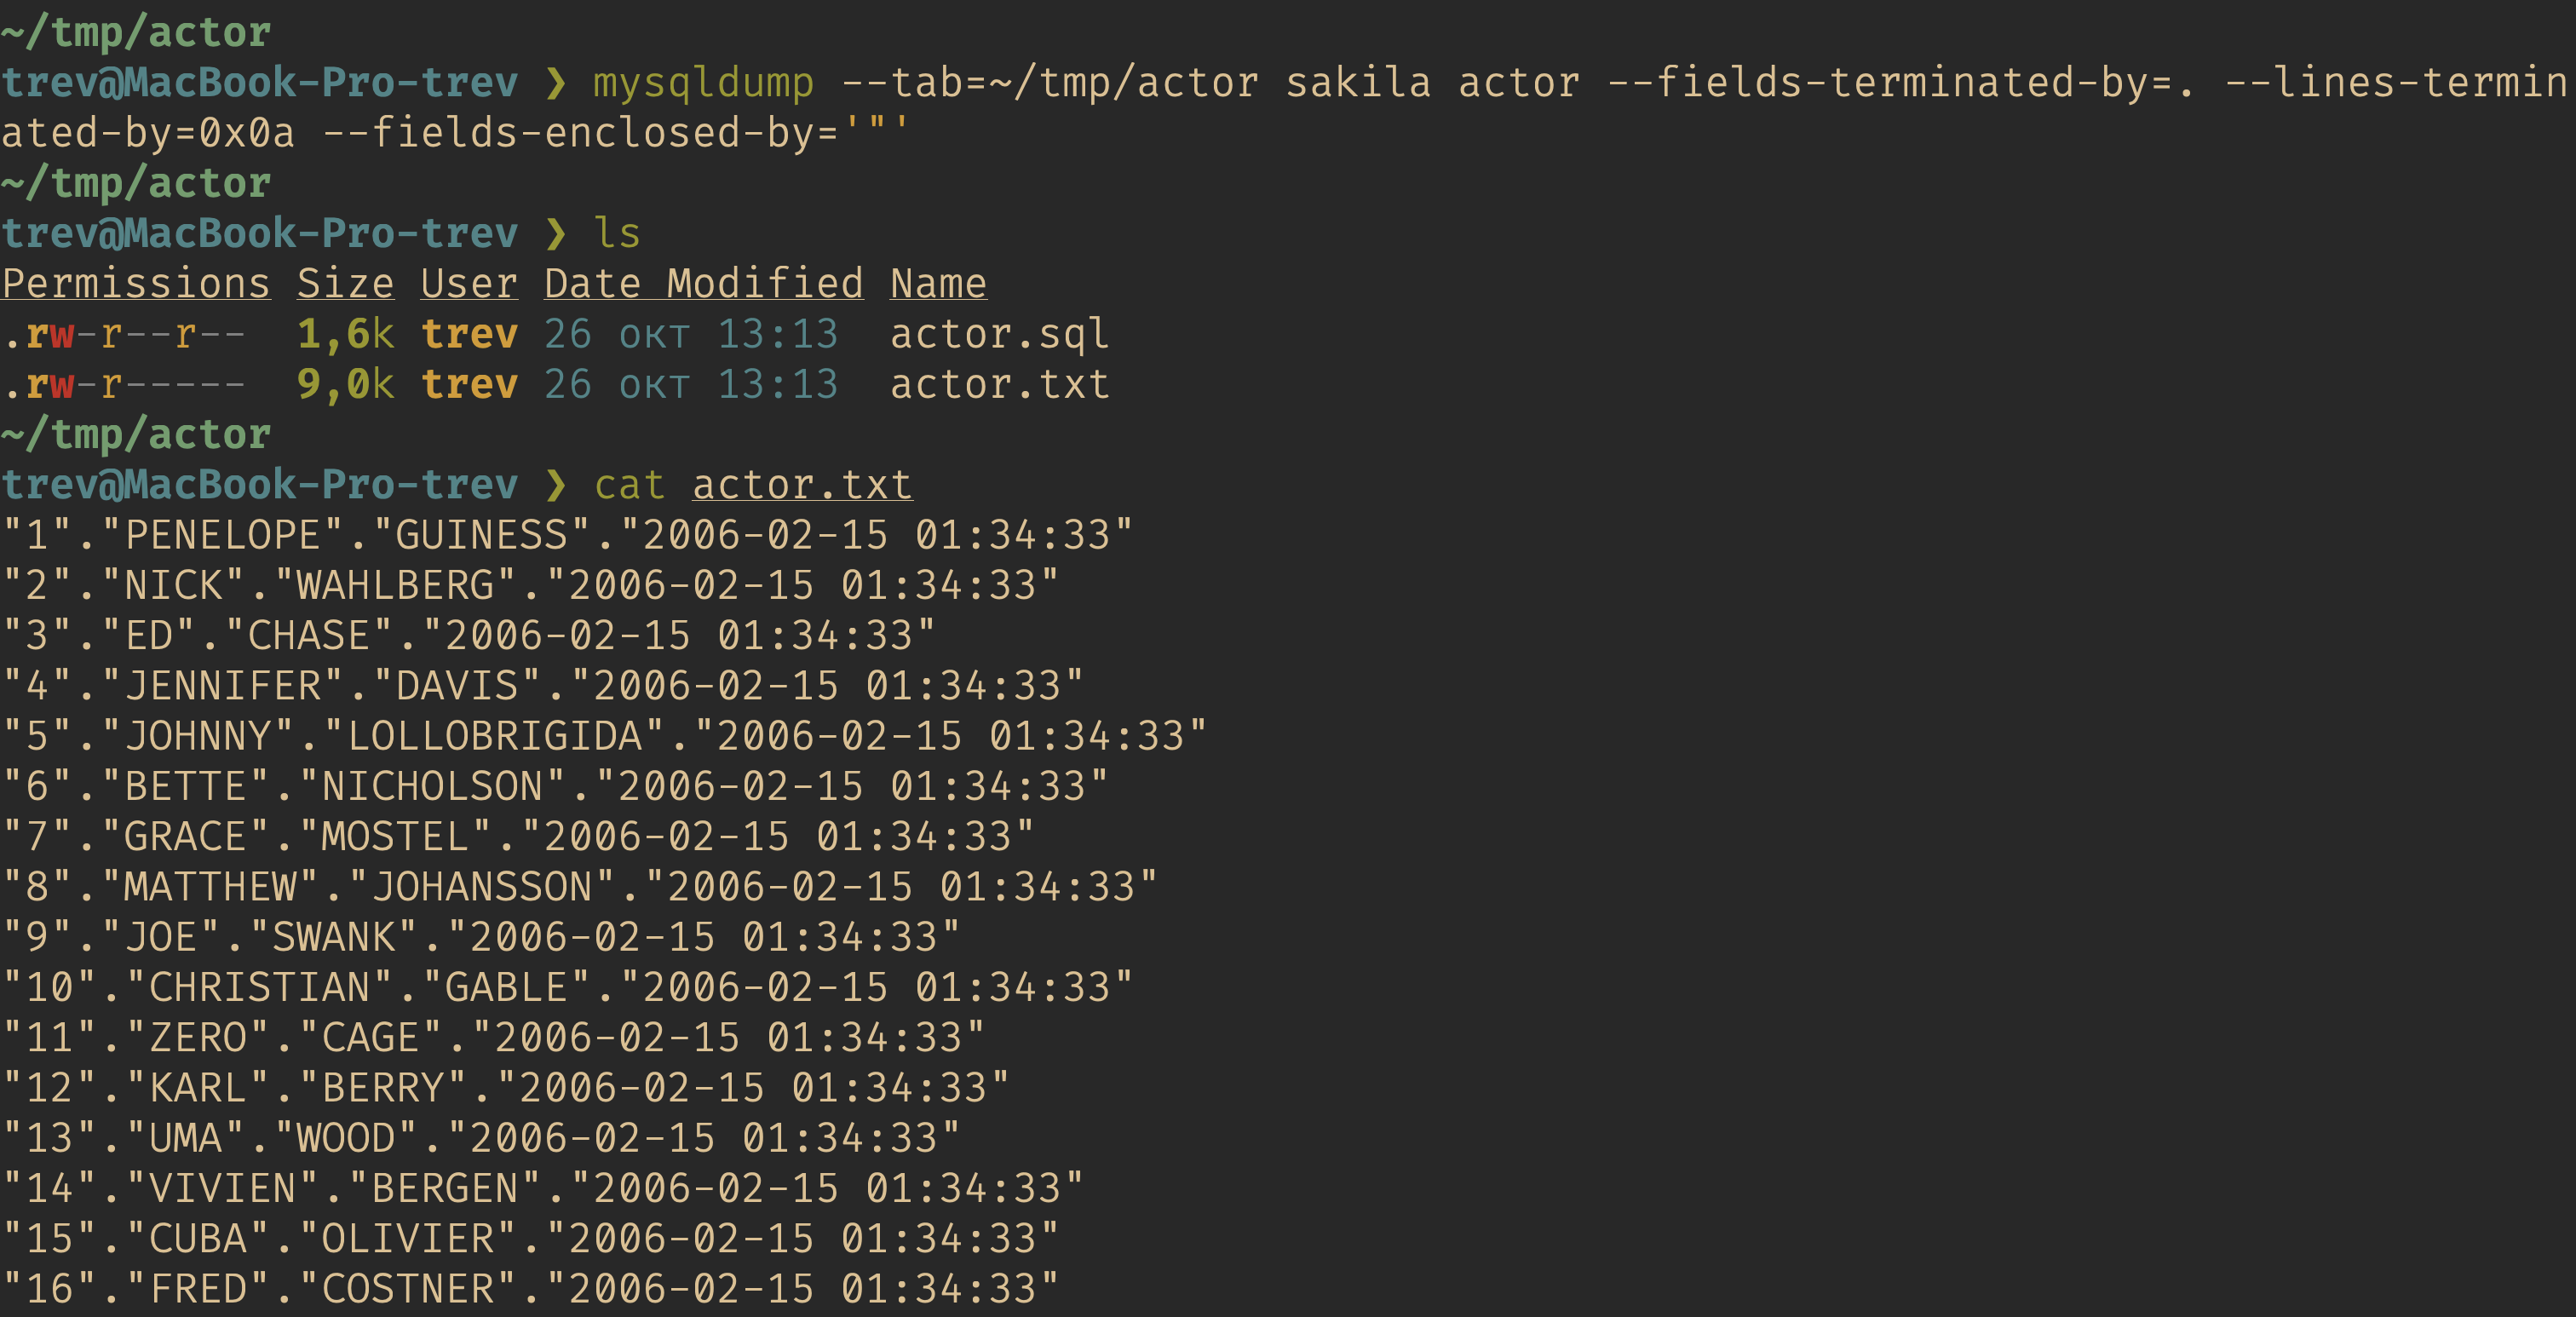 ~/tmp/actor
trev@MacBook-Pro-trev ❯ mysqldump --tab=~/tmp/actor sakila actor --fields-terminated-by=. --lines-termin
ated-by=0x0a --fields-enclosed-by='"'
~/tmp/actor
trev@MacBook-Pro-trev ❯ ls
Permissions Size User Date Modified Name
.rw-r--r-- 1,6k trev 26 окт 13:13 actor.sql
.rw-r----- 9,0k trev 26 окт 13:13 actor.txt
~/tmp/actor
trev@MacBook-Pro-trev ❯ cat actor.txt
"1"."PENELOPE"."GUINESS"."2006-02-15 01:34:33"
"2"."NICK"."WAHLBERG"."2006-02-15 01:34:33"
"3"."ED"."CHASE"."2006-02-15 01:34:33"
"4"."JENNIFER"."DAVIS"."2006-02-15 01:34:33"
"5"."JOHNNY"."LOLLOBRIGIDA"."2006-02-15 01:34:33"
"6"."BETTE"."NICHOLSON"."2006-02-15 01:34:33"
"7"."GRACE"."MOSTEL"."2006-02-15 01:34:33"
"8"."MATTHEW"."JOHANSSON"."2006-02-15 01:34:33"
"9"."JOE"."SWANK"."2006-02-15 01:34:33"
"10"."CHRISTIAN"."GABLE"."2006-02-15 01:34:33"
"11"."ZERO"."CAGE"."2006-02-15 01:34:33"
"12"."KARL"."BERRY"."2006-02-15 01:34:33"
"13"."UMA"."WOOD"."2006-02-15 01:34:33"
"14"."VIVIEN"."BERGEN"."2006-02-15 01:34:33"
"15"."CUBA"."OLIVIER"."2006-02-15 01:34:33"
"16"."FRED"."COSTNER"."2006-02-15 01:34:33"